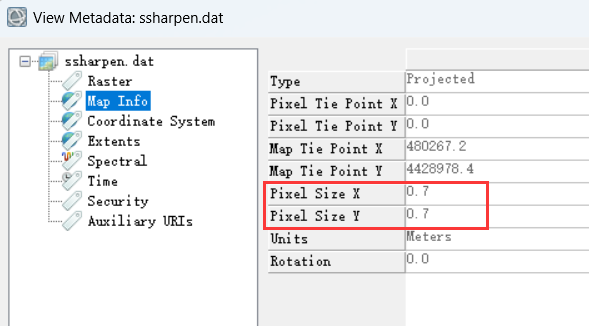 View Metadata: ssharpen.dat
ssharpen.dat
Raster
Map Info
Coordinate System
Extents
Spectral
Time
Security
Auxiliary URIs
Type Projected
Pixel Tie Point X 0.0
Pixel Tie Point Y 0.0
Map Tie Point X 480267.2
Map Tie Point Y 4428978.4
Pixel Size X 0.7
Pixel Size Y 0.7
Units Meters
Rotation 0.0